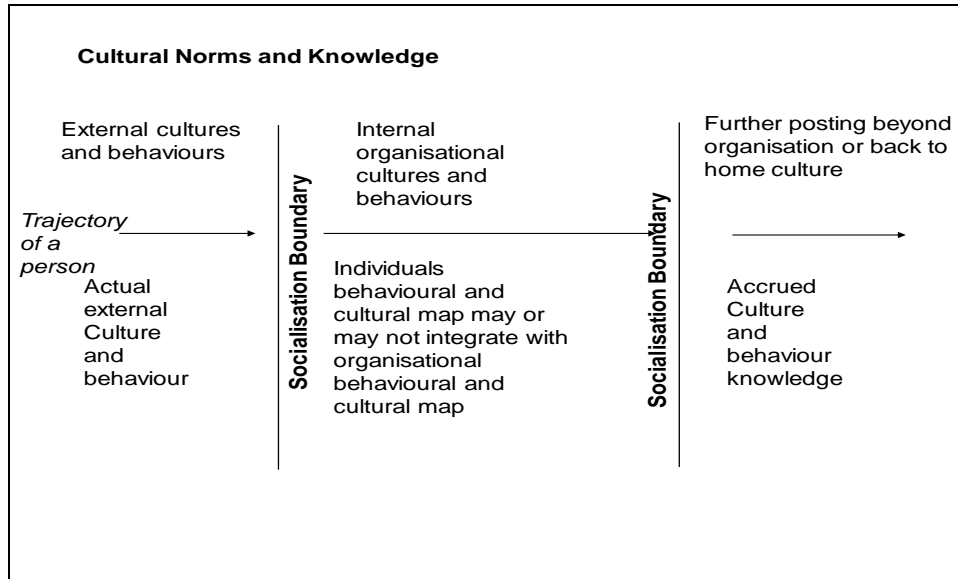 Cultural Norms and Knowledge
External cultures
and behaviours
Internal
organisational
cultures and
behaviours
Further posting beyond
organisation or back to
home culture
Trajectory
of a
person
Socialisation Boundary
Socialisation Boundary
Actual
external
Culture
and
behaviour
Individuals
behavioural and
cultural map may or
may not integrate with
organisational
behavioural and
cultural map
Accrued
Culture
and
behaviour
knowledge